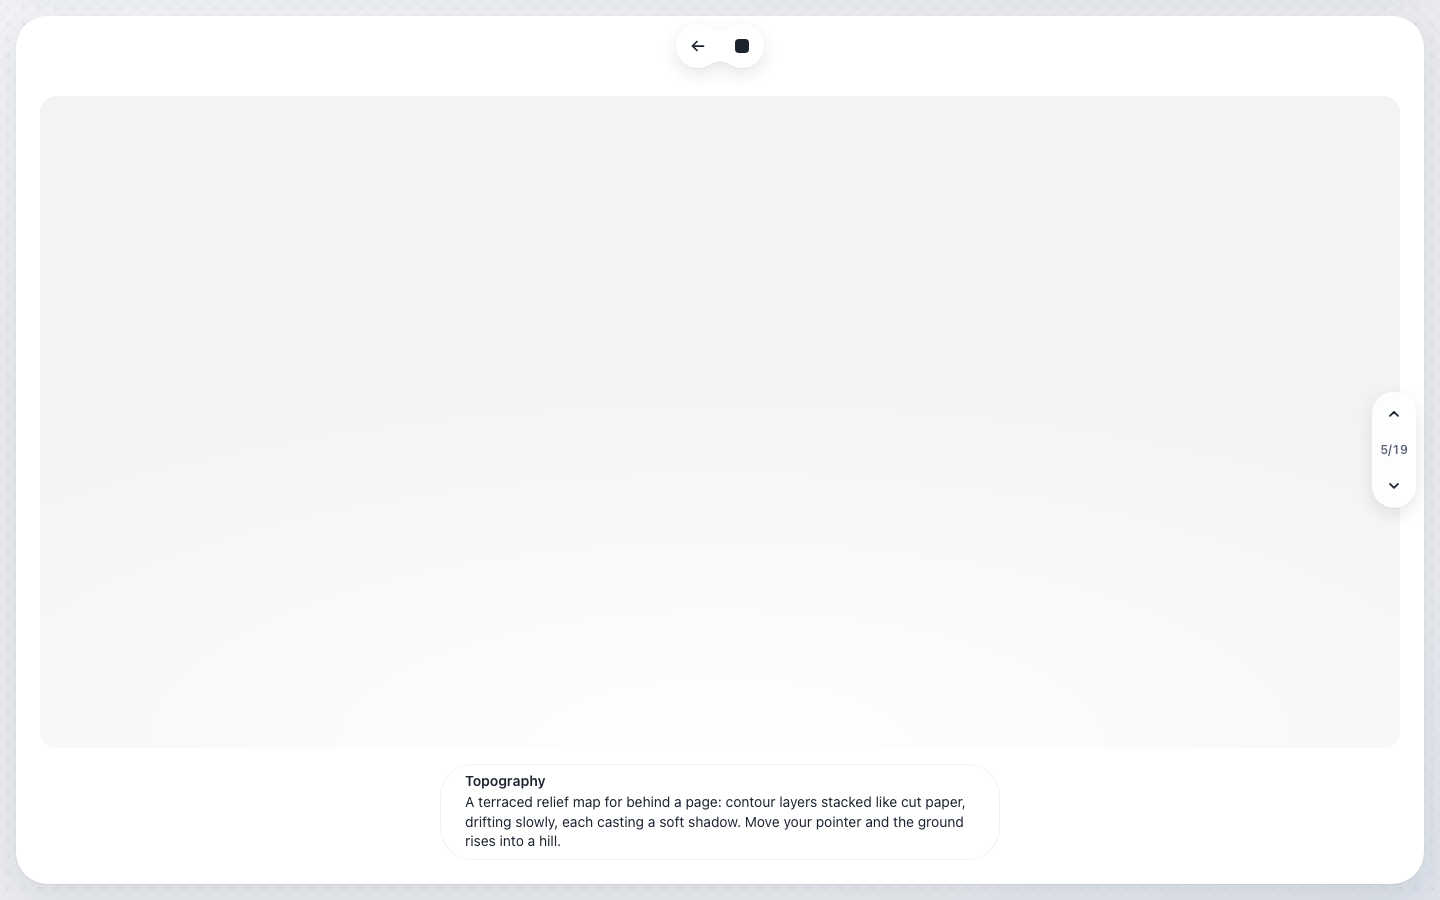 5/19
Topography
A terraced relief map for behind a page: contour layers stacked like cut paper,
drifting slowly, each casting a soft shadow. Move your pointer and the ground
rises into a hill.